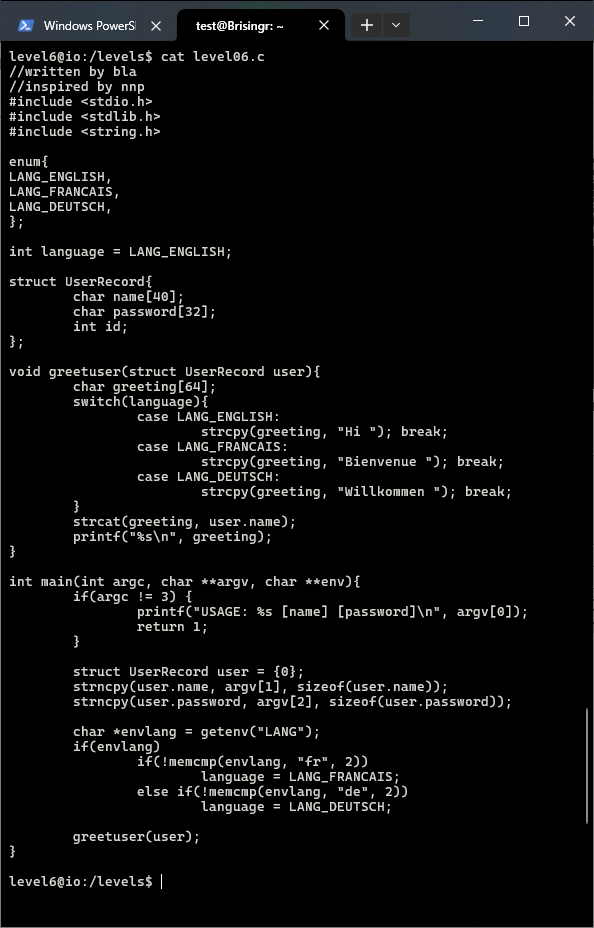 Windows PowerSl
test@Brisingr: ~
level6@io:/levels$ cat level06.c
//written by bla
//inspired by nnp
#include <stdio.h>
#include <stdlib.h>
#include <string.h>
enum{
LANG_ENGLISH,
LANG_FRANCAIS,
LANG_DEUTSCH,
};
int language = LANG_ENGLISH;
struct UserRecord{
char name[40];
char password[32];
int id;
};
void greetuser(struct UserRecord user){
char greeting[64];
switch(language){
case LANG_ENGLISH:
strcpy(greeting, "Hi "); break;
case LANG_FRANCAIS:
strcpy(greeting, "Bienvenue "); break;
case LANG_DEUTSCH:
strcpy(greeting, "Willkommen "); break;
}
strcat(greeting, user.name);
printf("%s\n", greeting);
}
int main(int argc, char **argv, char **env){
if(argc != 3) {
printf("USAGE: %s [name] [password]\n", argv[0]);
return 1;
}
struct UserRecord user = {0};
strncpy(user.name, argv[1], sizeof(user.name));
strncpy(user.password, argv[2], sizeof(user.password));
char *envlang = getenv("LANG");
if(envlang)
if(!memcmp(envlang, "fr", 2))
language = LANG_FRANCAIS;
else if(!memcmp(envlang, "de", 2))
language = LANG_DEUTSCH;
greetuser(user);
}
level6@io:/levels$